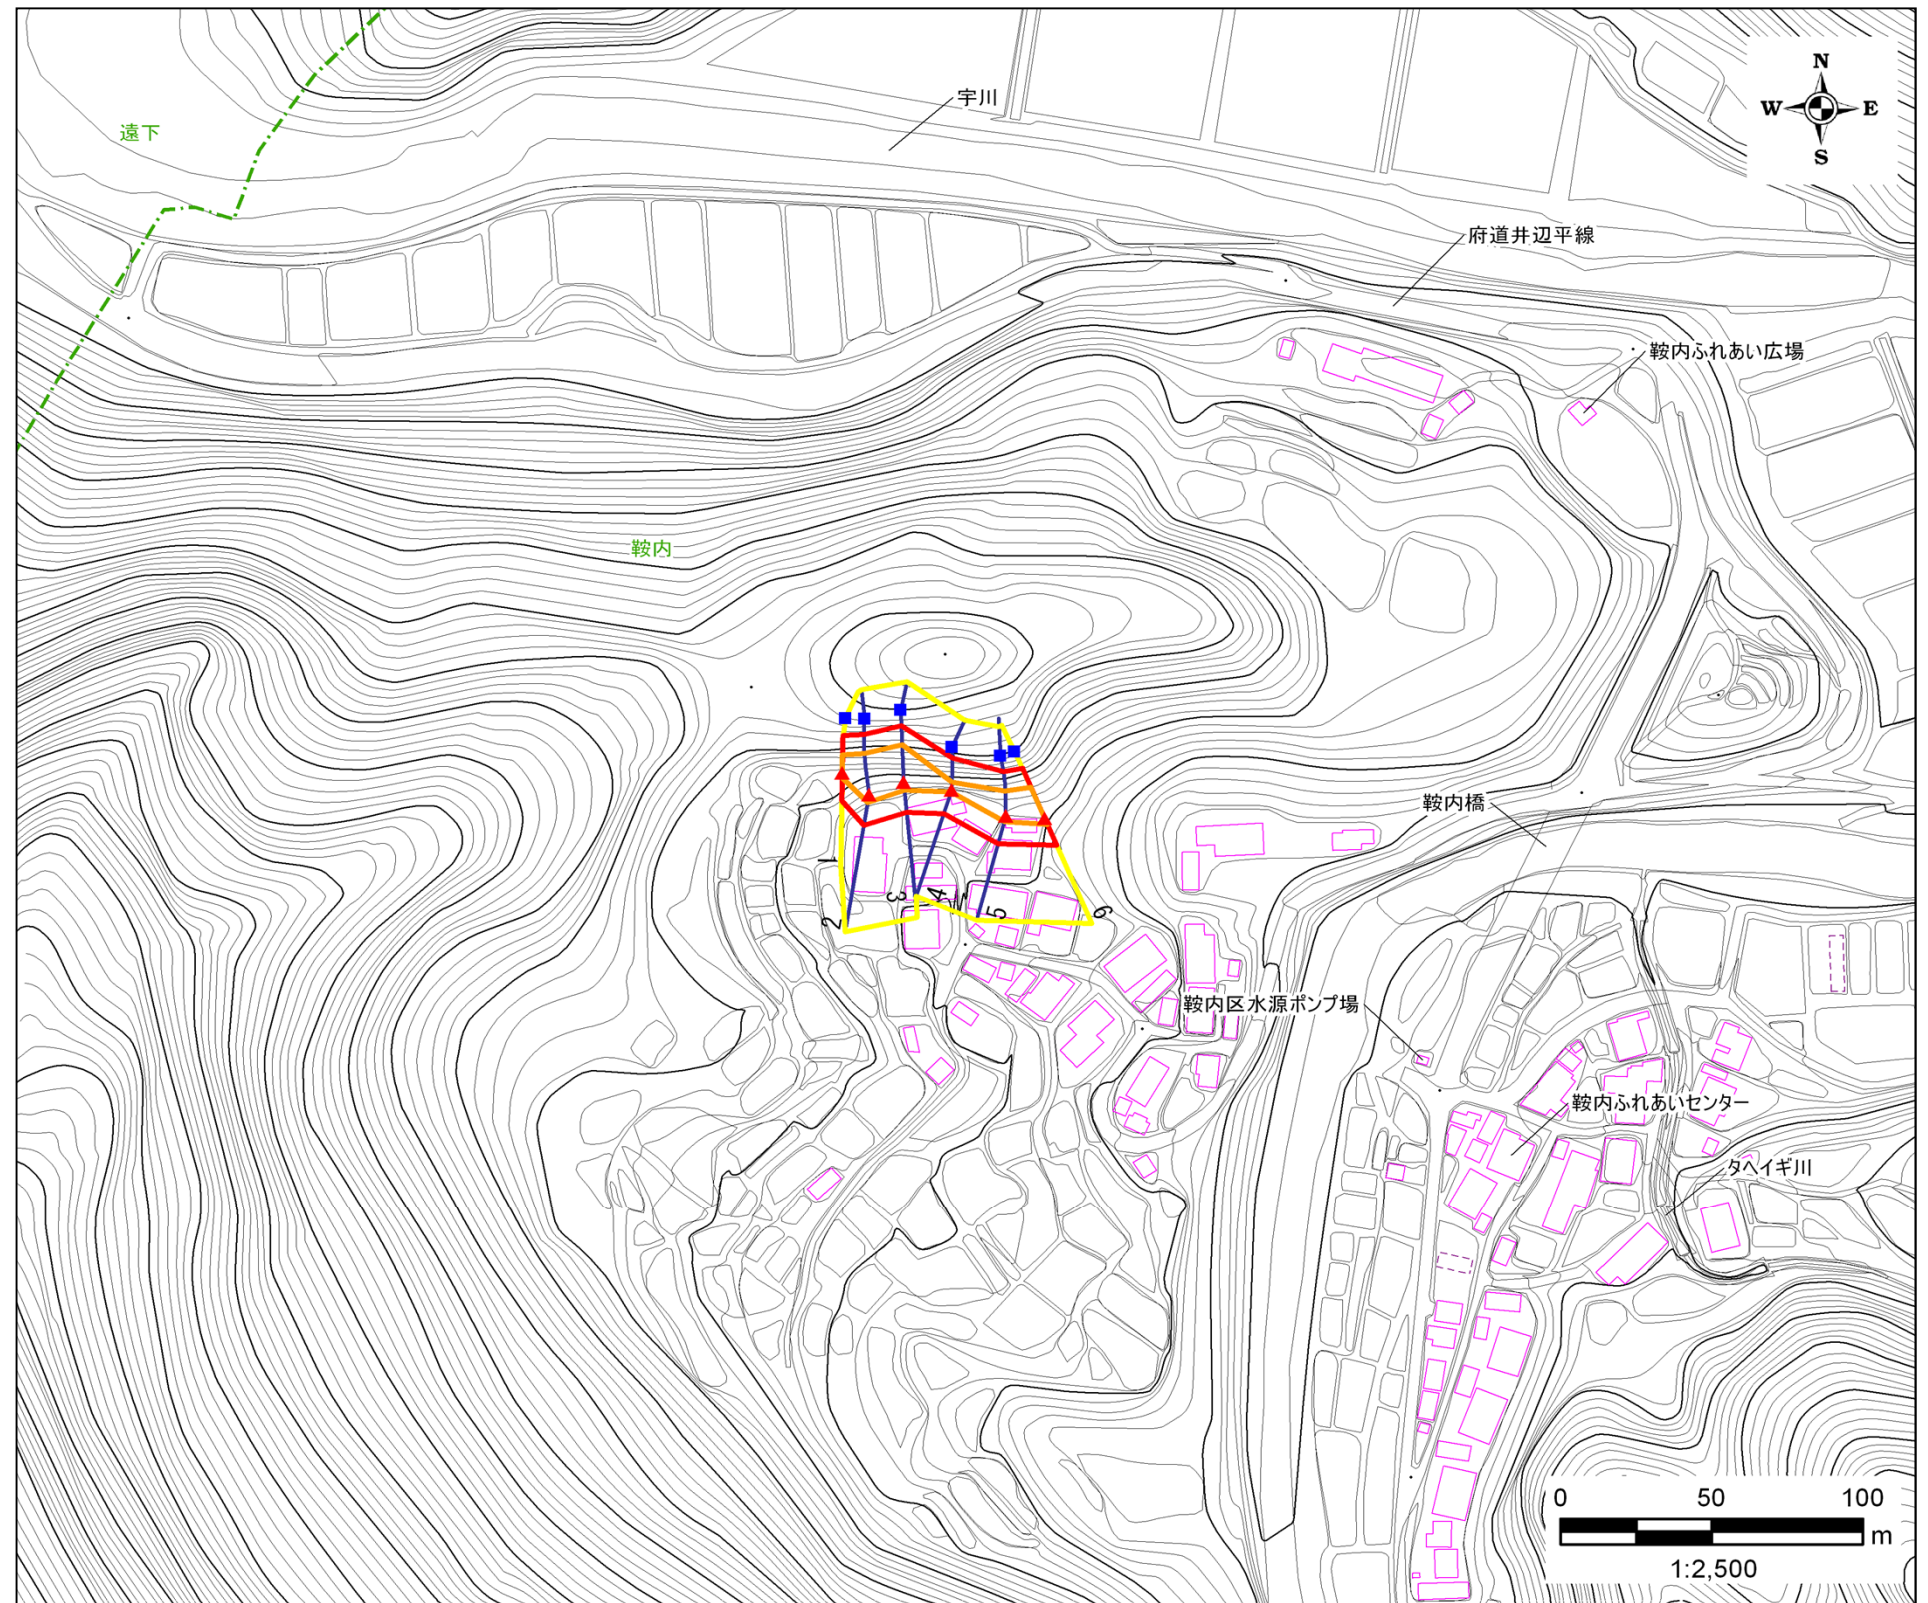 N
W E
S
宇川
遠下
府道井辺平線
鞍内ふれあい広場
鞍内
鞍内橋
1
2
3
4
5
6
鞍内区水源ポンプ場
鞍内ふれあいセンター
タヘイギ川
0 50 100
m
1:2,500